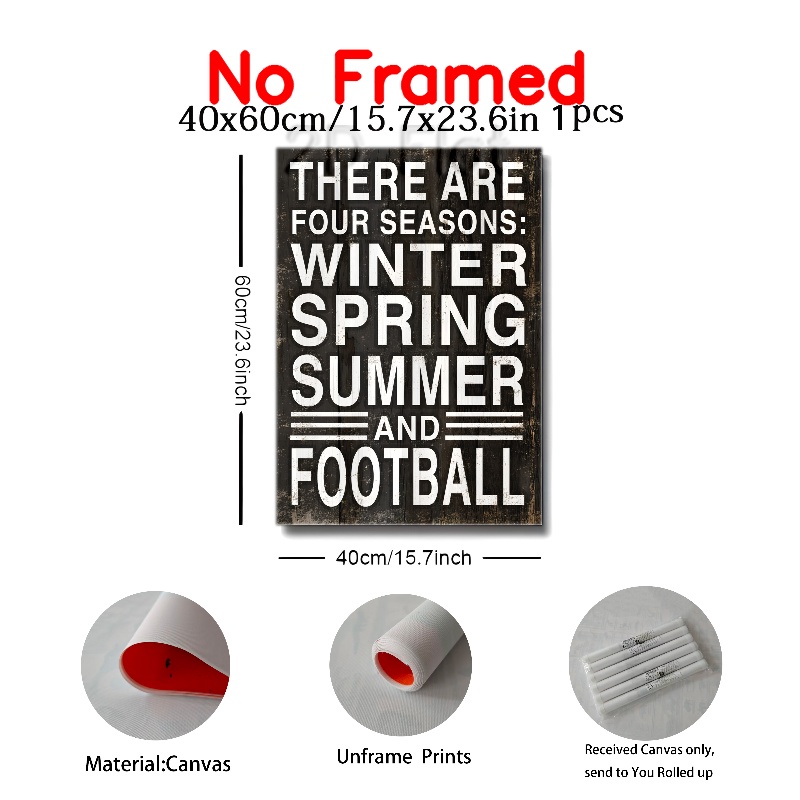 No Framed
40x60cm/15.7x23.6in 1pcs
THERE ARE
FOUR SEASONS:
WINTER
SPRING
SUMMER
AND
FOOTBALL
60cm/23.6inch
40cm/15.7inch
Material:Canvas
Unframe Prints
Received Canvas only,
send to You Rolled up